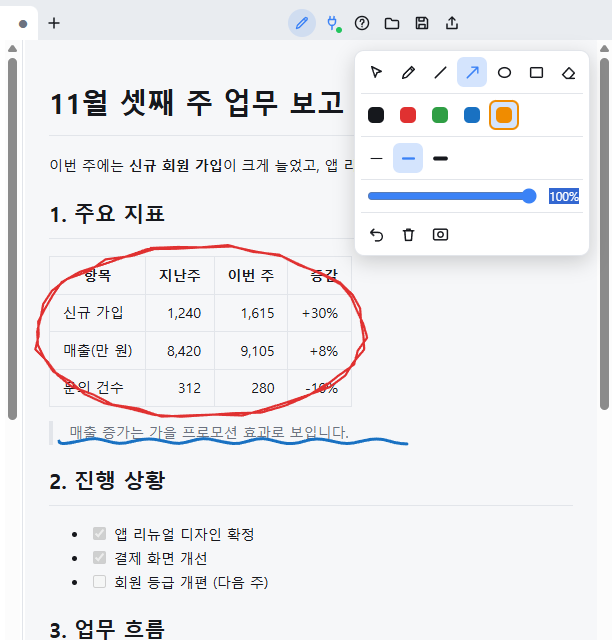 11월 셋째 주 업무 보고
이번 주에는 신규 회원 가입이 크게 늘었고, 앱 리
100%
1. 주요 지표
항목 지난주 이번 주 증감
신규 가입 1,240 1,615 +30%
매출(만 원) 8,420 9,105 +8%
문의 건수 312 280 -10%
매출 증가는 가을 프로모션 효과로 보입니다.
2. 진행 상황
앱 리뉴얼 디자인 확정
결제 화면 개선
회원 등급 개편 (다음 주)
3. 업무 흐름